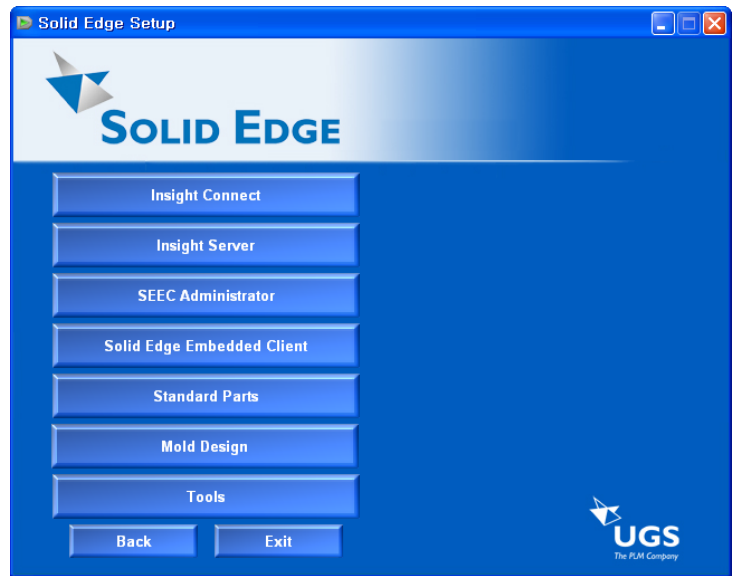 Solid Edge Setup
SOLID EDGE
Insight Connect
Insight Server
SEEC Administrator
Solid Edge Embedded Client
Standard Parts
Mold Design
Tools
Back
Exit
UGS
The PLM Company